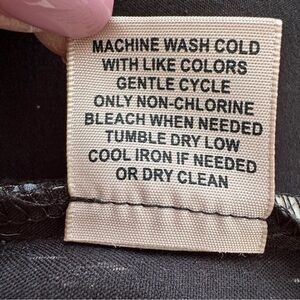 MACHINE WASH COLD
WITH LIKE COLORS
GENTLE CYCLE
ONLY NON-CHLORINE
BLEACH WHEN NEEDED
TUMBLE DRY LOW
COOL IRON IF NEEDED
OR DRY CLEAN